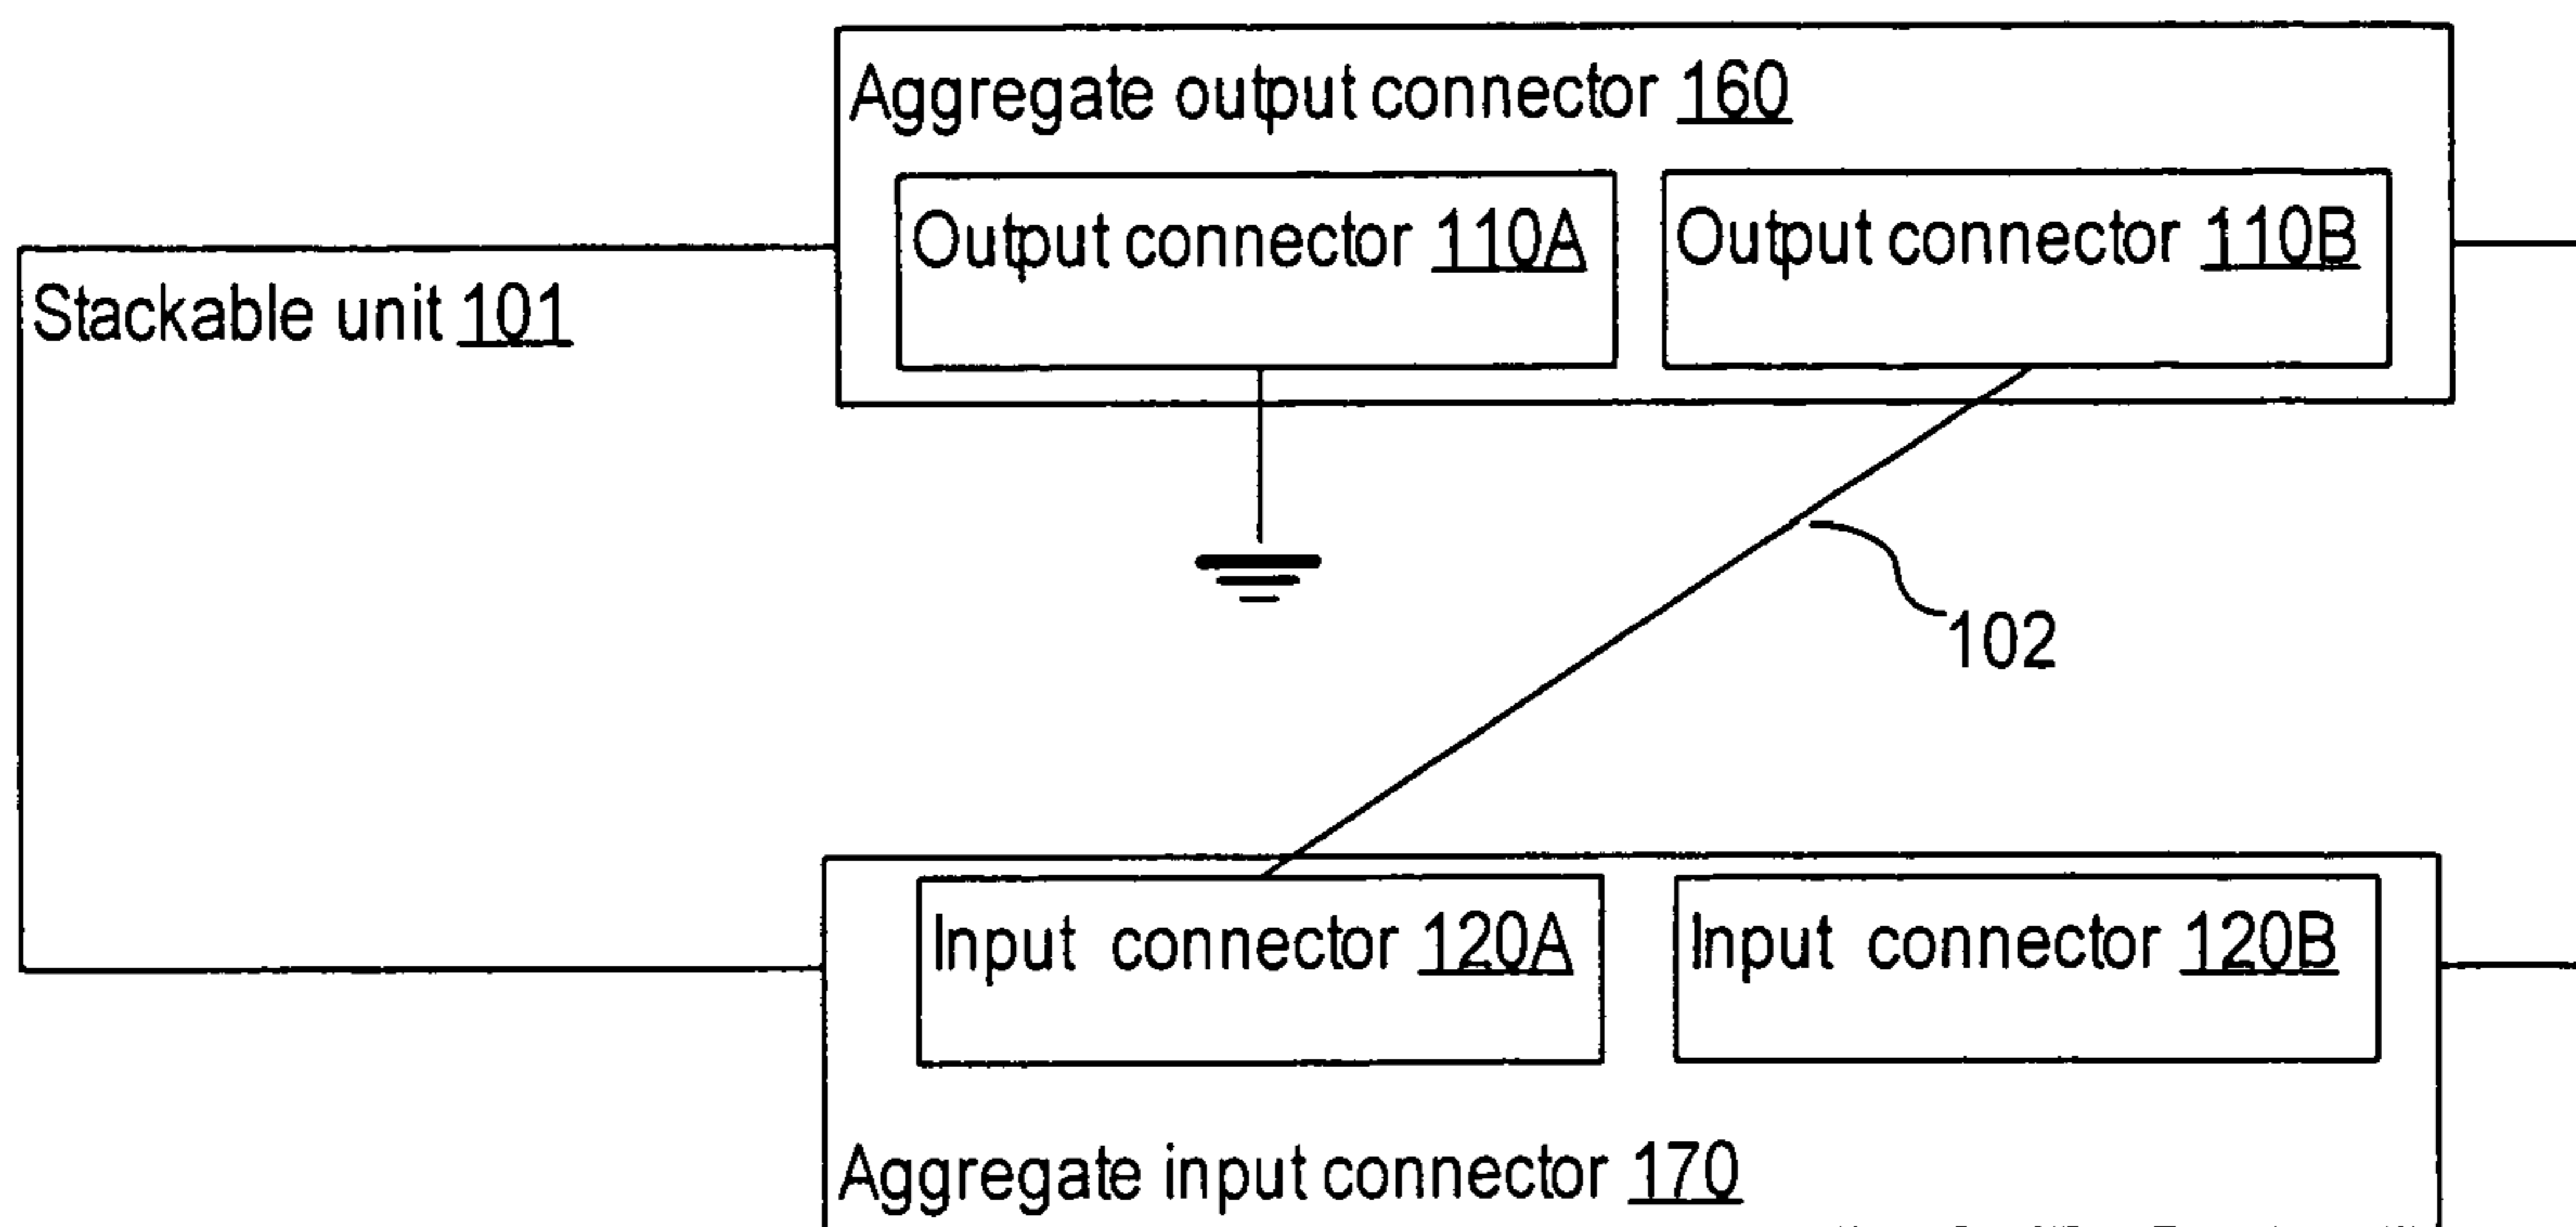 Aggregate output connector 160
Output connector 110A
Output connector 110B
Stackable unit 101
102
Input connector 120A
Input connector 120B
Aggregate input connector 170